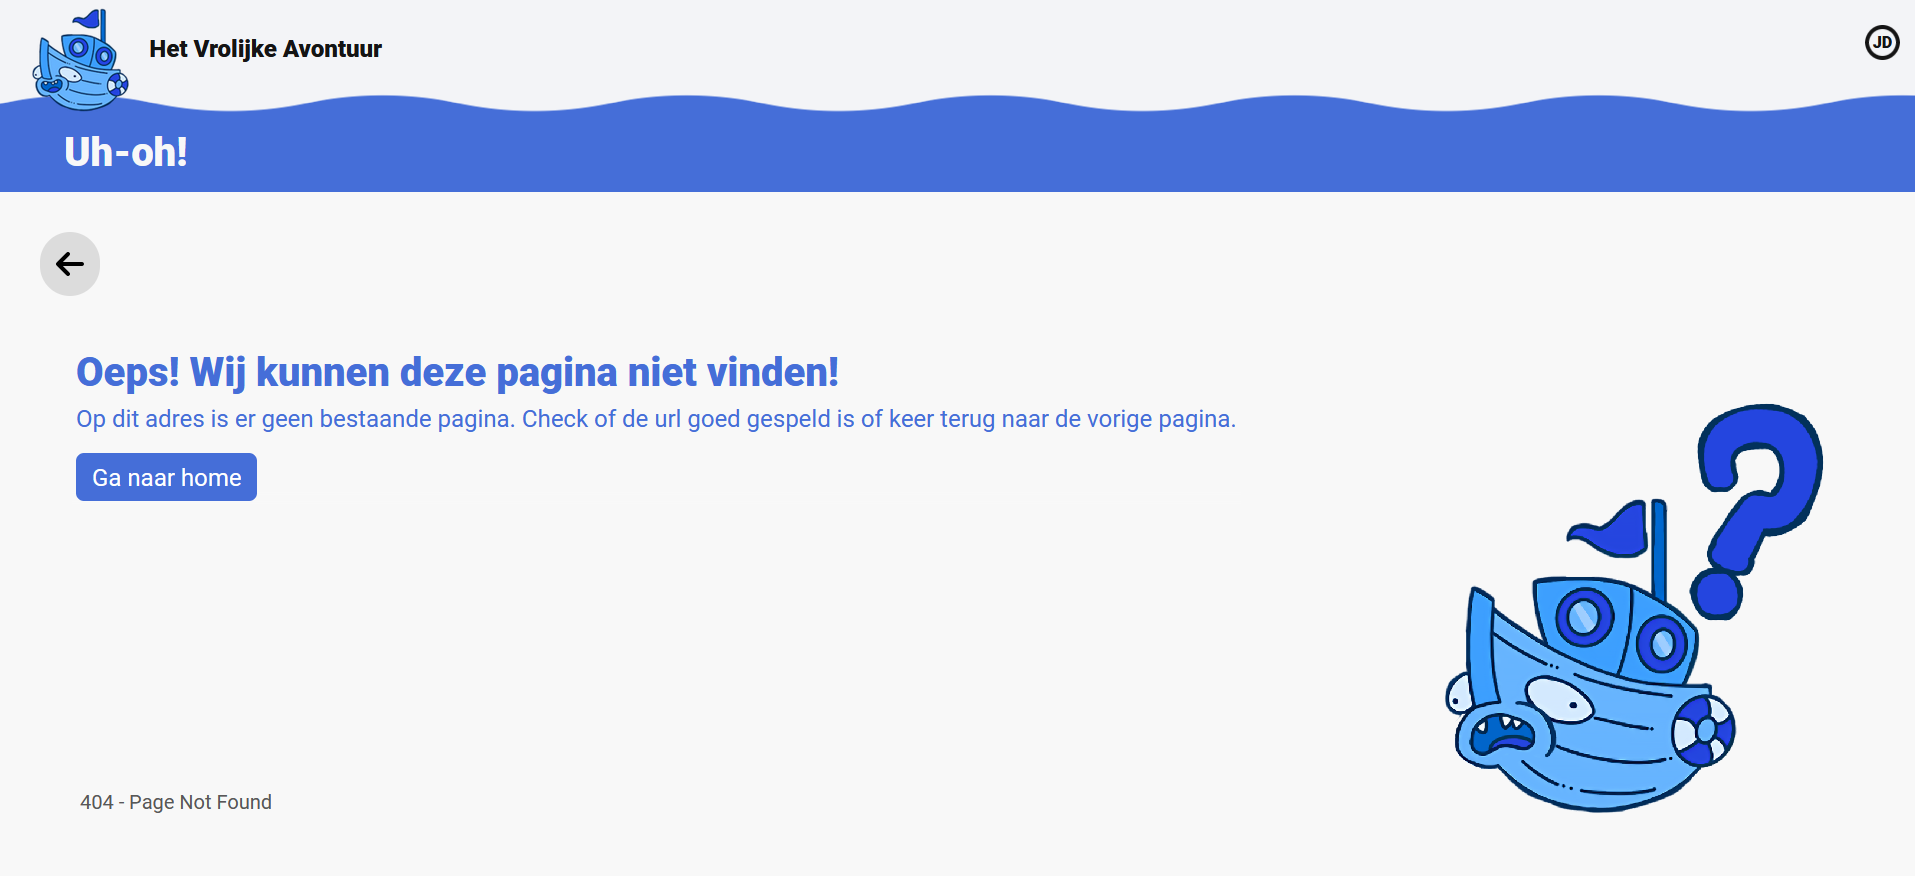 Het Vrolijke Avontuur
JD
Uh-oh!
Oeps! Wij kunnen deze pagina niet vinden!
Op dit adres is er geen bestaande pagina. Check of de url goed gespeld is of keer terug naar de vorige pagina.
Ga naar home
?
404 - Page Not Found